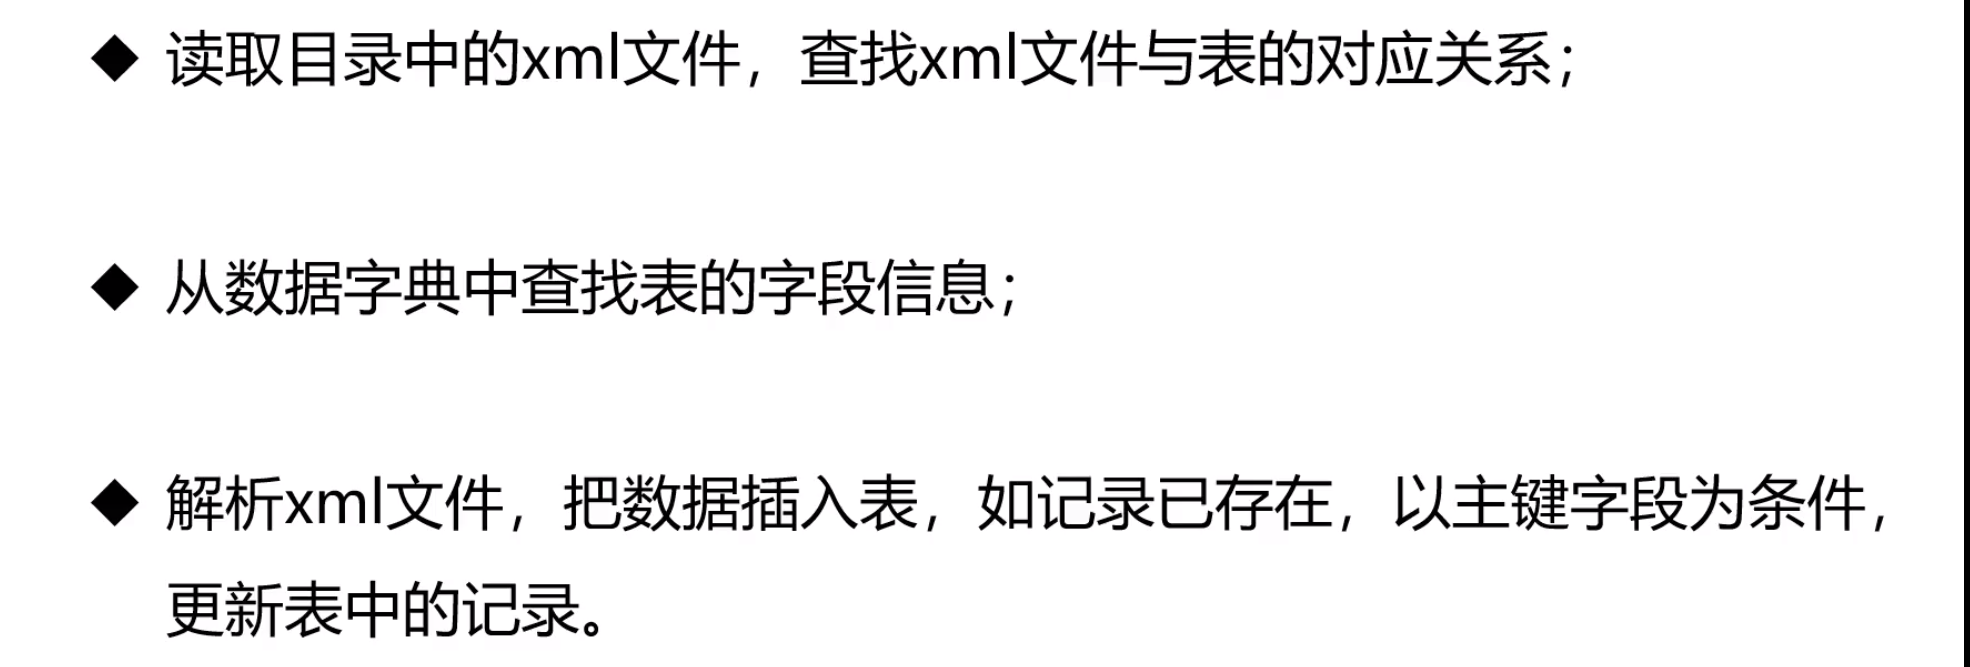 ◆ 读取目录中的xml文件，查找xml文件与表的对应关系；
◆ 从数据字典中查找表的字段信息；
◆ 解析xml文件，把数据插入表，如记录已存在，以主键字段为条件，
更新表中的记录。